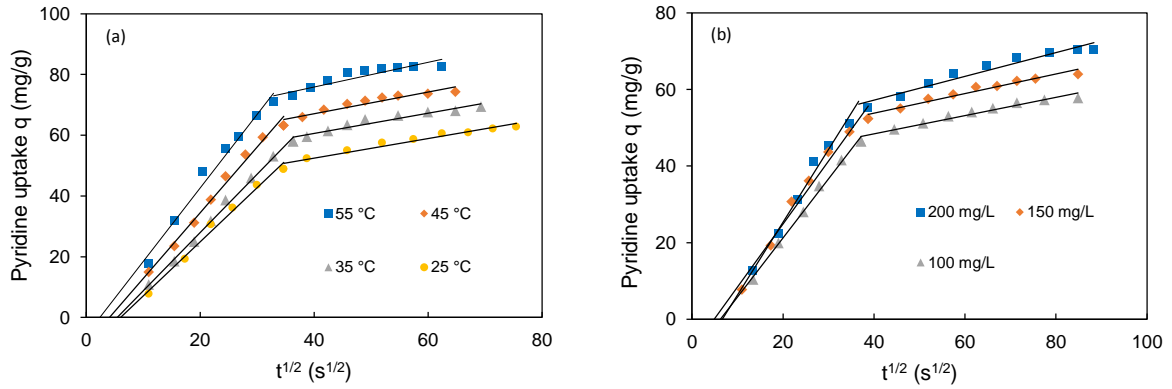 (a)
Pyridine uptake q (mg/g)
100
80
60
40
20
0
55 °C
45 °C
35 °C
25 °C
0 20 40 60 80
t1/2 (s1/2)
(b)
Pyridine uptake q (mg/g)
80
60
40
20
0
200 mg/L
150 mg/L
100 mg/L
0 20 40 60 80 100
t1/2 (s1/2)